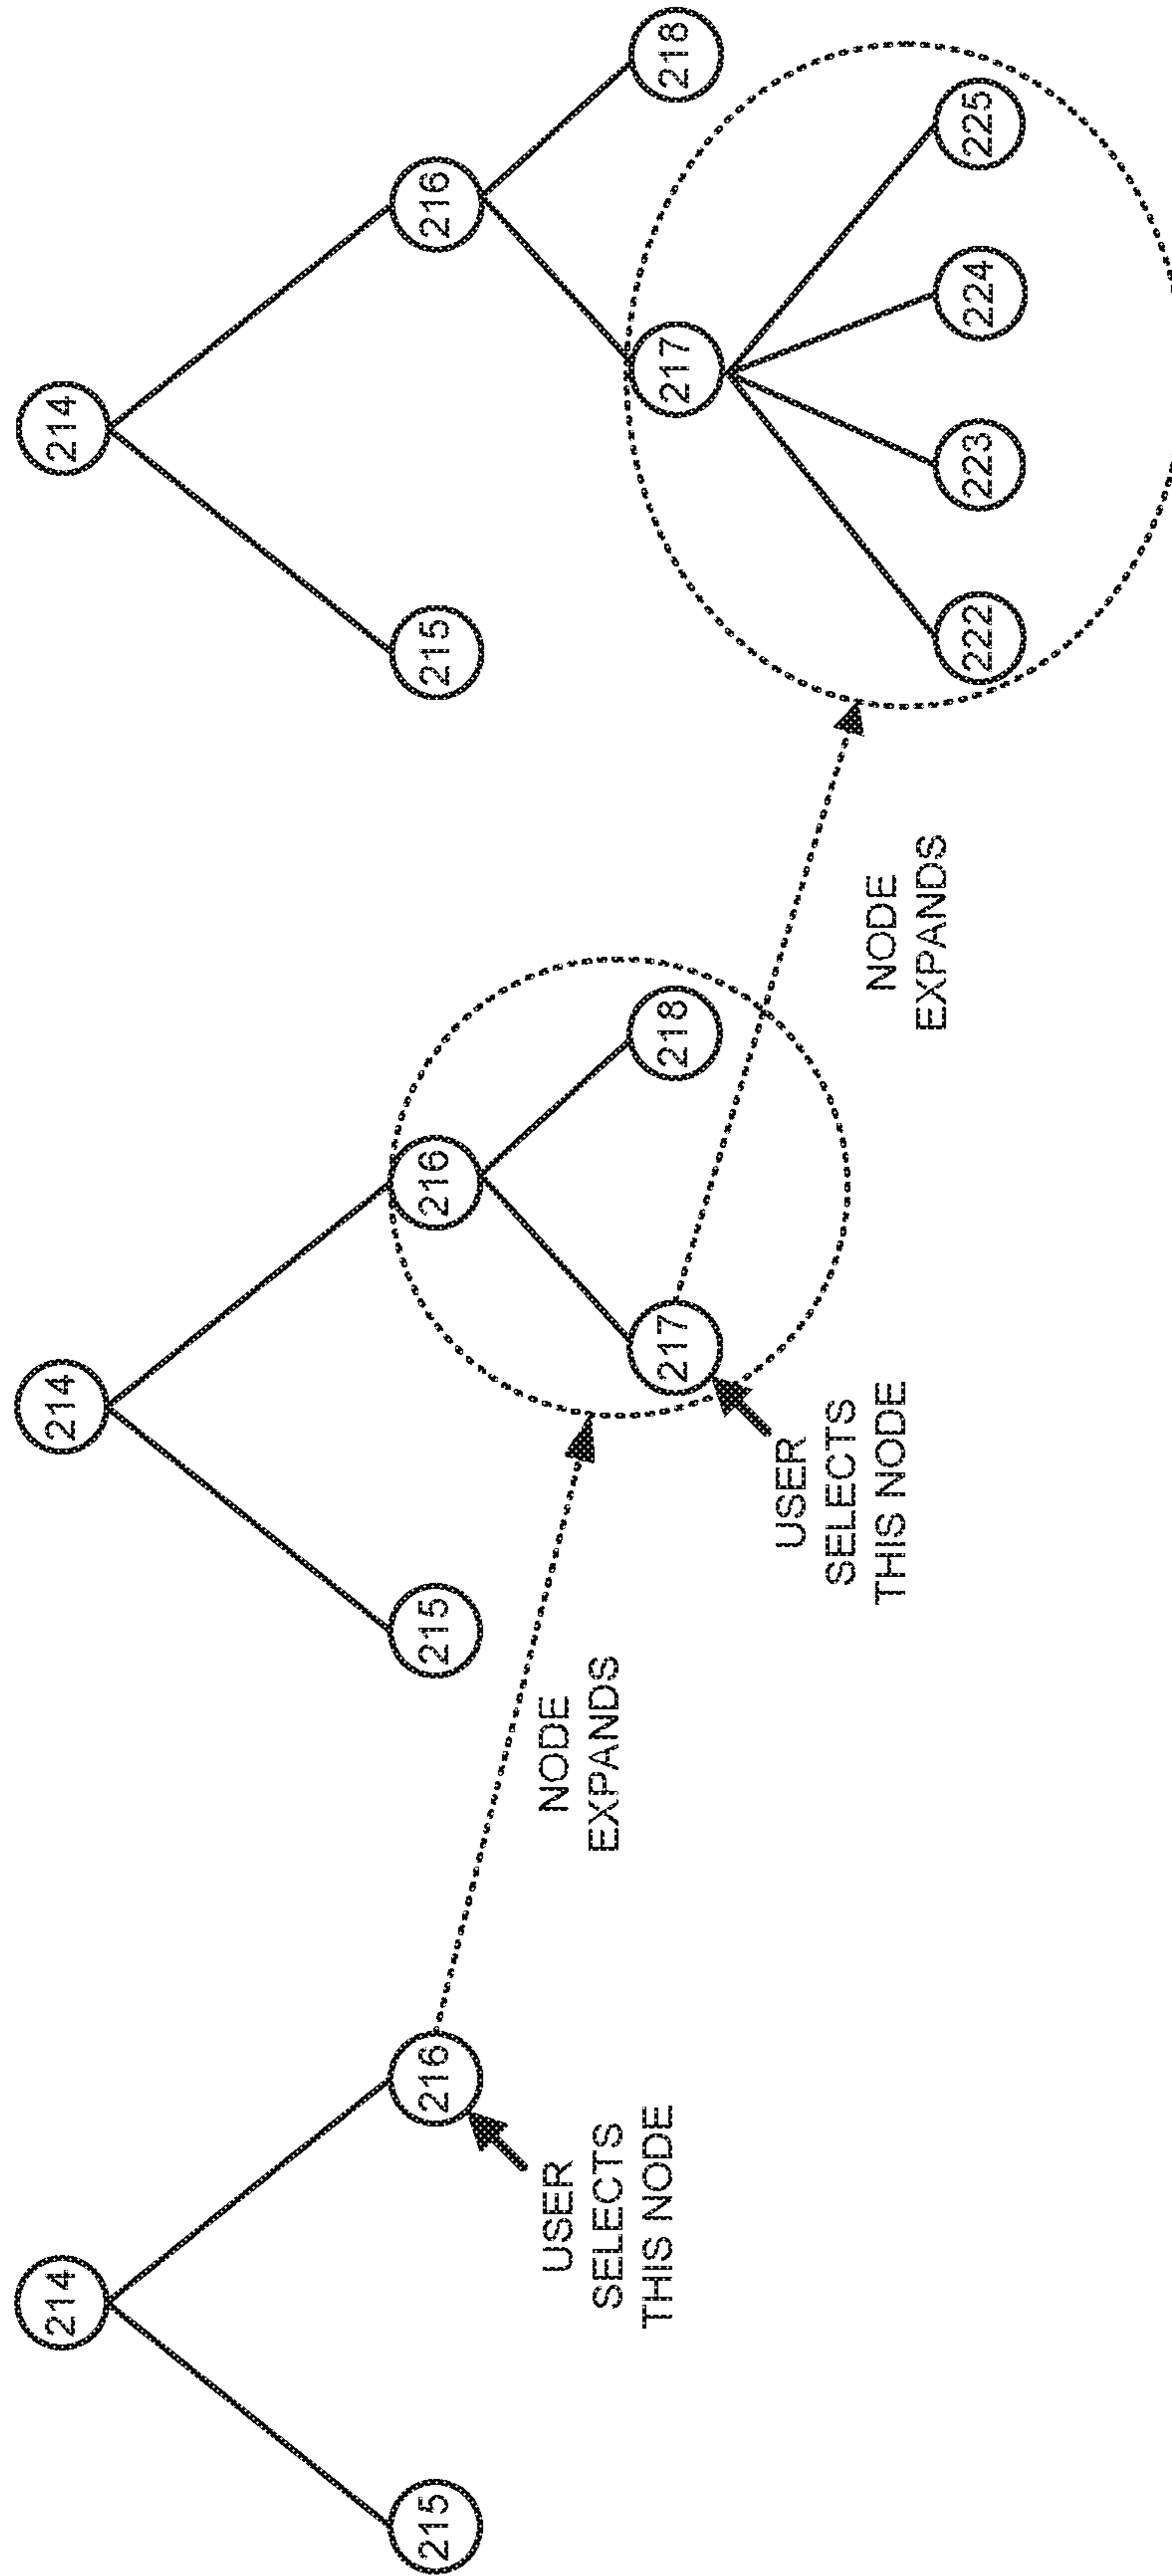 214
215
216
USER
SELECTS
THIS NODE
NODE
EXPANDS
214
215
216
217
218
USER
SELECTS
THIS NODE
NODE
EXPANDS
214
215
216
217
218
222
223
224
225